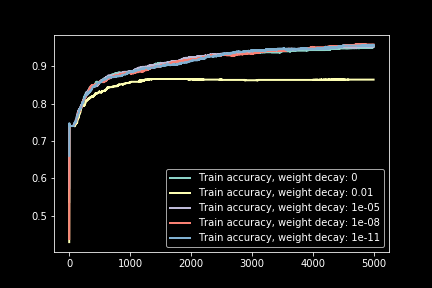 0.9
0.8
0.7
0.6
0.5
Train accuracy, weight decay: 0
Train accuracy, weight decay: 0.01
Train accuracy, weight decay: 1e-05
Train accuracy, weight decay: 1e-08
Train accuracy, weight decay: 1e-11
0 1000 2000 3000 4000 5000